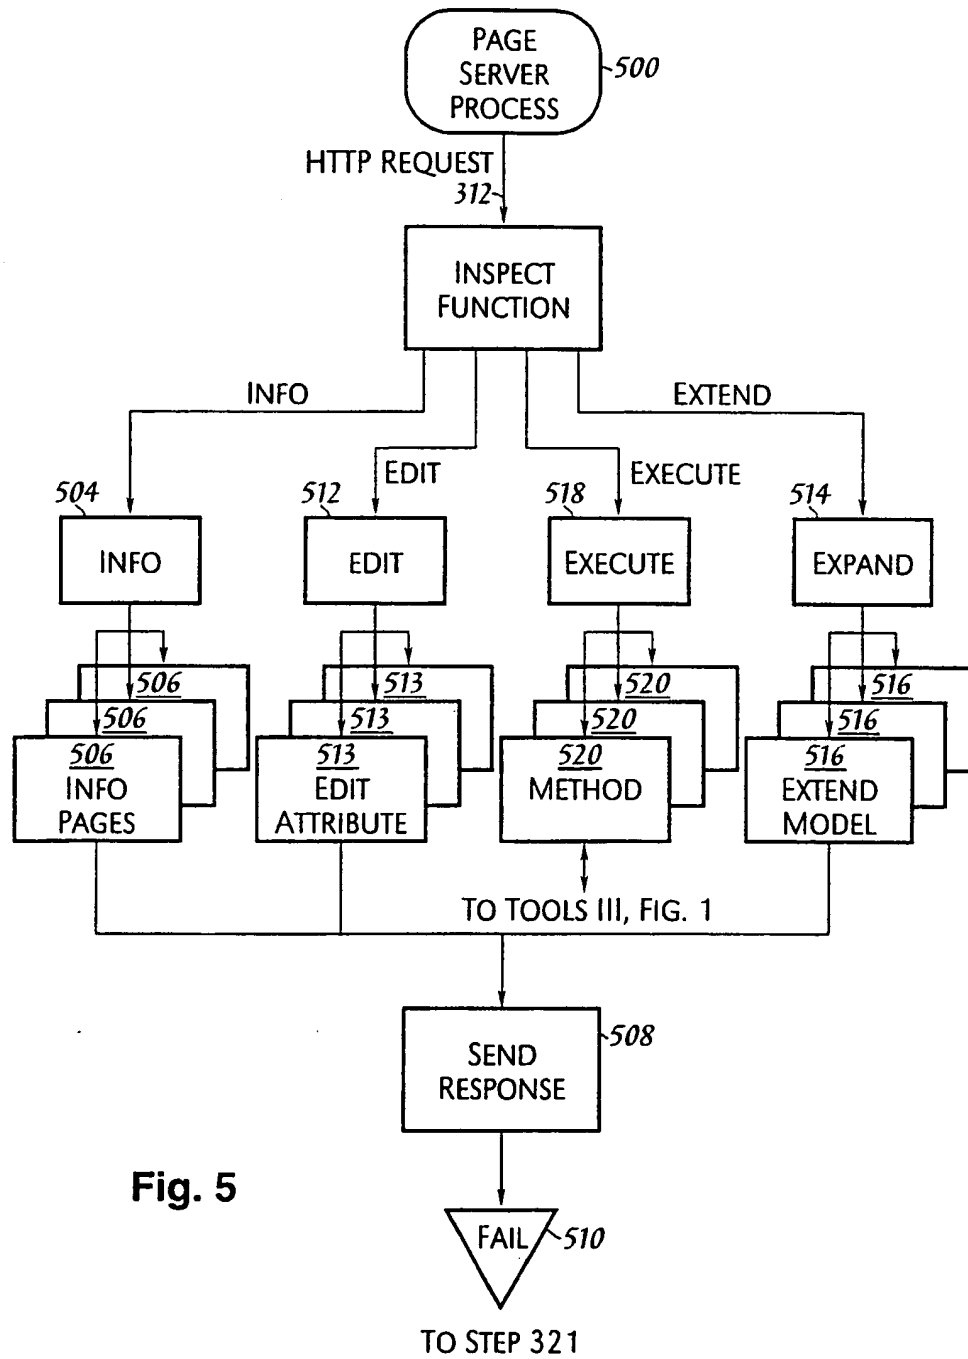 PAGE
SERVER
PROCESS
500
HTTP REQUEST
312
INSPECT
FUNCTION
INFO
EXTEND
EDIT
EXECUTE
504
512
518
514
INFO
EDIT
EXECUTE
EXPAND
506
513
520
516
506
513
520
516
506
INFO
PAGES
513
EDIT
ATTRIBUTE
520
METHOD
516
EXTEND
MODEL
TO TOOLS III, FIG. 1
508
SEND
RESPONSE
Fig. 5
FAIL
510
TO STEP 321